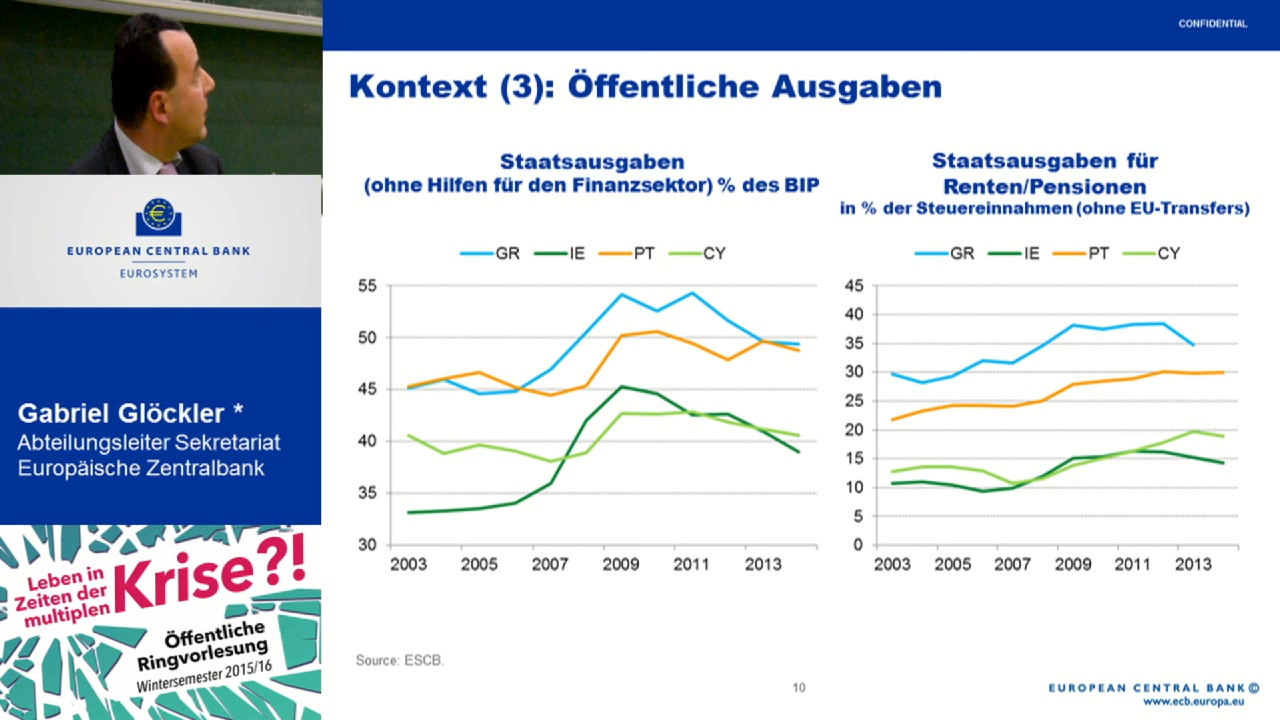 CONFIDENTIAL
Kontext (3): Öffentliche Ausgaben
Staatsausgaben
(ohne Hilfen für den Finanzsektor) % des BIP
GR IE PT CY
55
50
45
40
35
30
2003 2005 2007 2009 2011 2013
Staatsausgaben für
Renten/Pensionen
in % der Steuereinnahmen (ohne EU-Transfers)
GR IE PT CY
45
40
35
30
25
20
15
10
5
0
2003 2005 2007 2009 2011 2013
Source: ESCB.
10
EUROPEAN CENTRAL BANK ©
www.ecb.europa.eu
€
EUROPEAN CENTRAL BANK
EUROSYSTEM
Gabriel Glöckler *
Abteilungsleiter Sekretariat
Europäische Zentralbank
Leben in
Zeiten der
multiplen
Krise?!
Öffentliche
Ringvorlesung
Wintersemester 2015/16